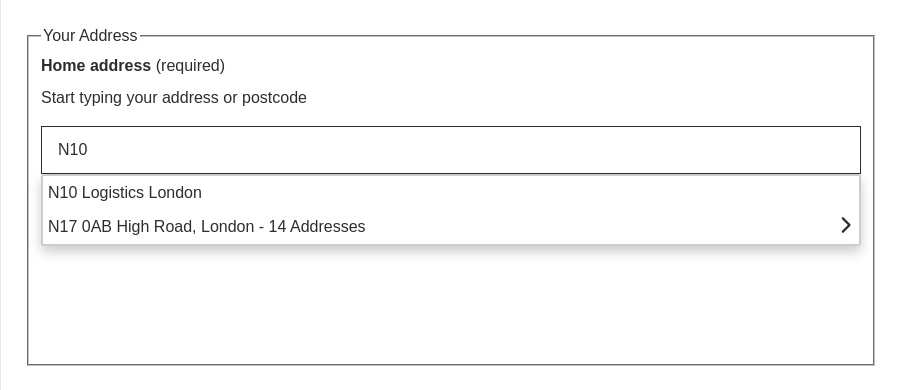 Your Address
Home address (required)
Start typing your address or postcode
N10
N10 Logistics London
N17 0AB High Road, London - 14 Addresses